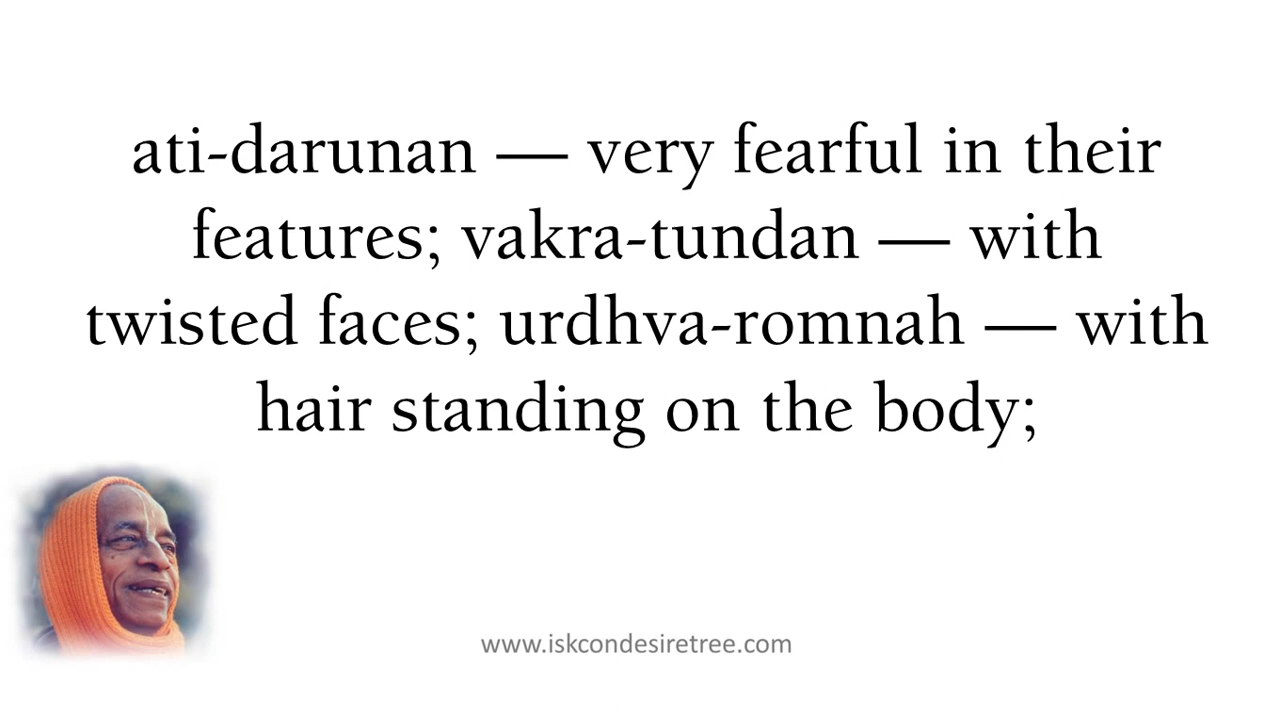 ati-darunan — very fearful in their
features; vakra-tundan — with
twisted faces; urdhva-romnah — with
hair standing on the body;
www.iskcondesiretree.com